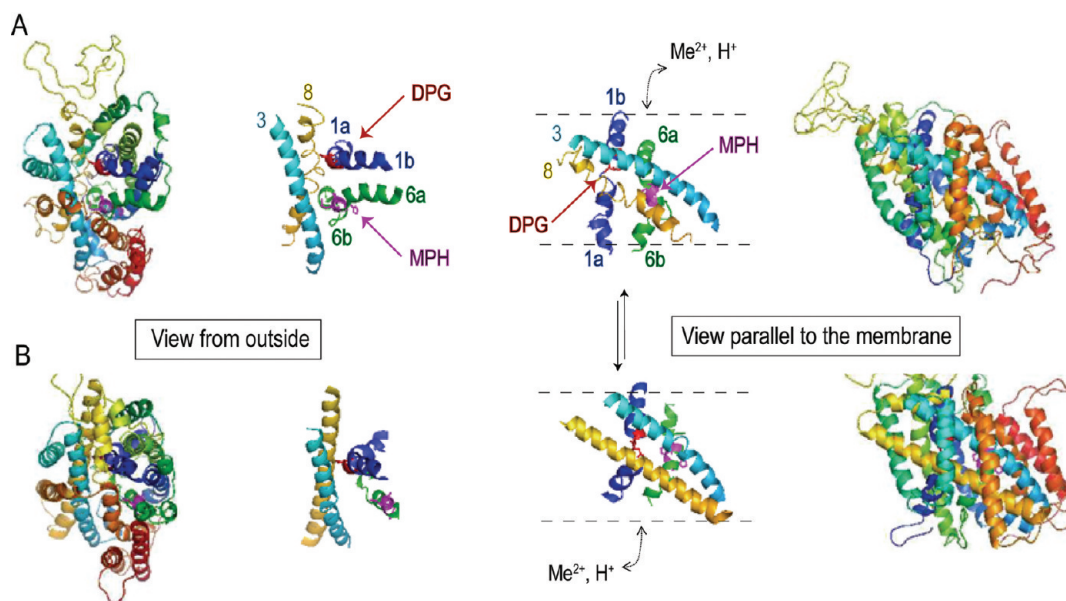 A
3
8
1a
DPG
1b
6a
6b
MPH
Me²⁺, H⁺
1b
3
6a
8
MPH
DPG
1a
6b
View from outside
View parallel to the membrane
B
Me²⁺, H⁺